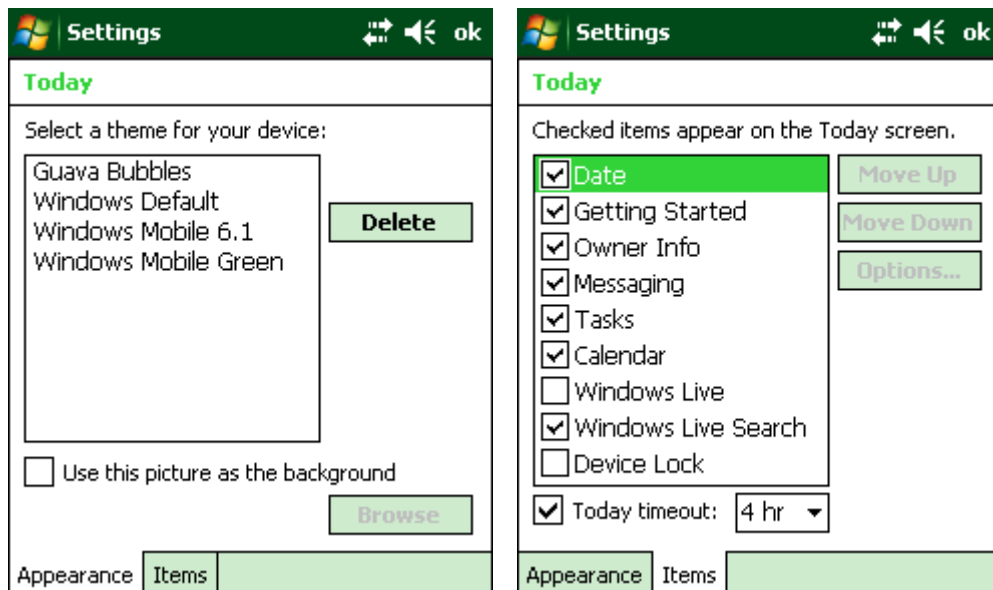 Settings ok
Today
Select a theme for your device:
Guava Bubbles
Windows Default
Windows Mobile 6.1
Windows Mobile Green
Delete
Use this picture as the background
Browse
Appearance Items
Settings ok
Today
Checked items appear on the Today screen.
Date
Getting Started
Owner Info
Messaging
Tasks
Calendar
Windows Live
Windows Live Search
Device Lock
Move Up
Move Down
Options...
Today timeout: 4 hr
Appearance Items